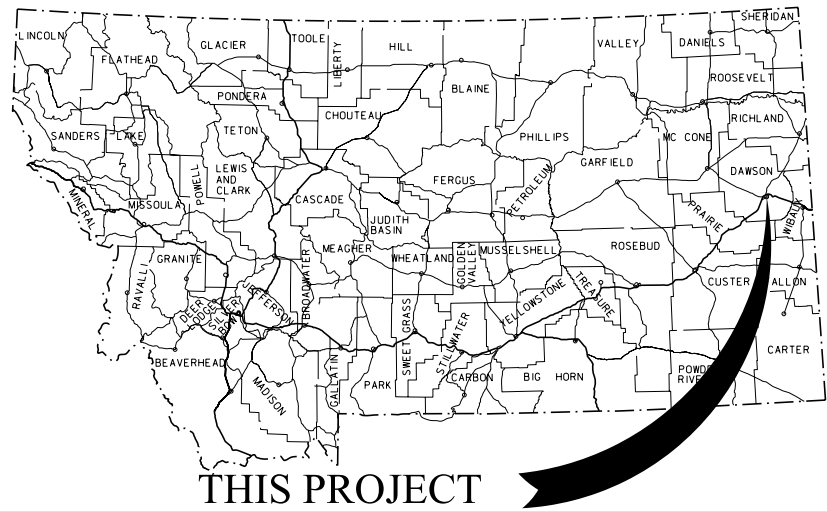 SHERIDAN
LINCOLN
GLACIER
TOOLE
LIBERTY
HILL
VALLEY
DANIELS
FLATHEAD
ROOSEVELT
PONDERA
BLAINE
CHOUTEAU
RICHLAND
SANDERS
LAKE
TETON
PHILLIPS
MC CONE
GARFIELD
DAWSON
LEWIS
AND
CLARK
POWELL
FERGUS
PETROLEUM
MINERAL
MISSOULA
CASCADE
JUDITH
BASIN
PRAIRIE
WIBAUX
MEAGHER
WHEATLAND
GOLDEN
VALLEY
MUSSELSHELL
ROSEBUD
GRANITE
RAVALLI
BROADWATER
JEFFERSON
DEER
LODGE
SILVER
BOW
SWEET GRASS
STILLWATER
YELLOWSTONE
TREASURE
CUSTER
ALLON
BEAVERHEAD
MADISON
GALLATIN
PARK
CARBON
BIG HORN
POWD
RIVE
CARTER
THIS PROJECT